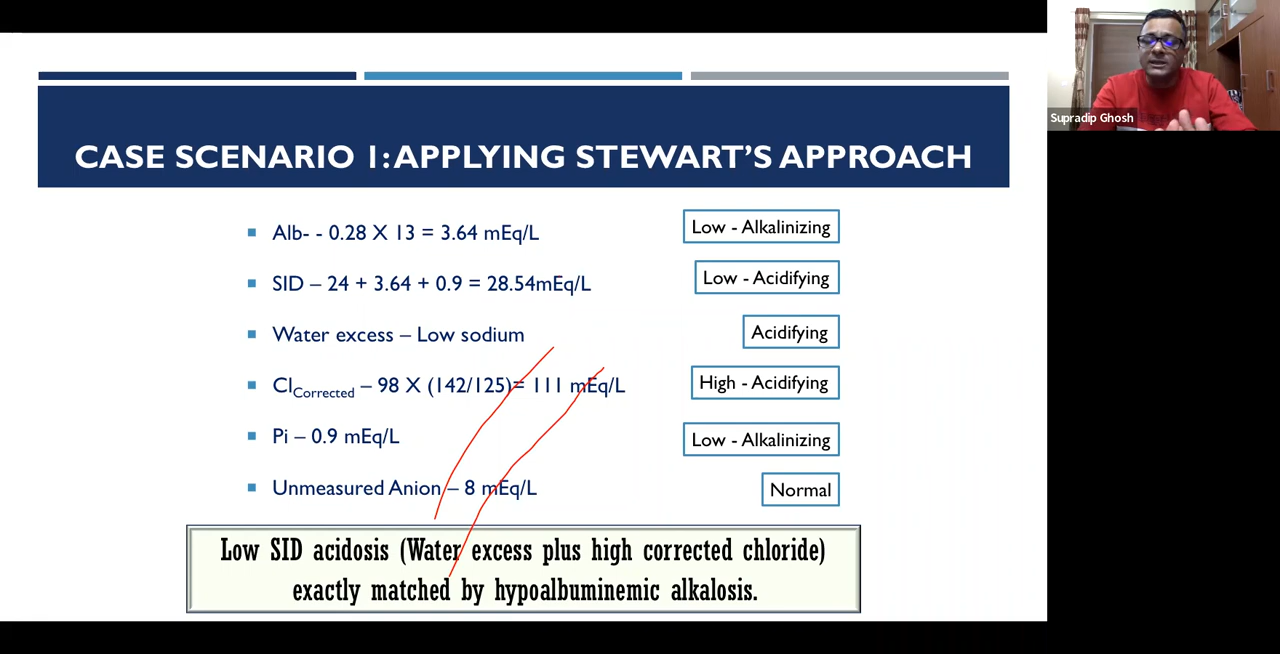 Supradip Ghosh
CASE SCENARIO 1: APPLYING STEWART'S APPROACH
Alb- - 0.28 X 13 = 3.64 mEq/L
Low - Alkalinizing
SID – 24 + 3.64 + 0.9 = 28.54mEq/L
Low - Acidifying
Water excess – Low sodium
Acidifying
ClCorrected – 98 X (142/125)= 111 mEq/L
High - Acidifying
Pi – 0.9 mEq/L
Low - Alkalinizing
Unmeasured Anion – 8 mEq/L
Normal
Low SID acidosis (Water excess plus high corrected chloride)
exactly matched by hypoalbuminemic alkalosis.